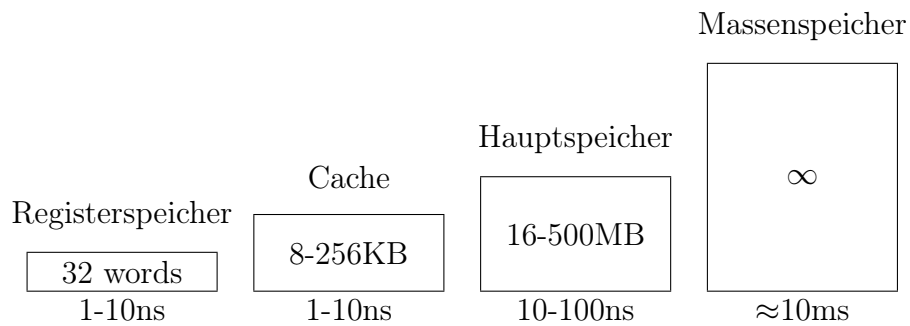 Registerspeicher
32 words
1-10ns
Cache
8-256KB
1-10ns
Hauptspeicher
16-500MB
10-100ns
Massenspeicher
∞
≈10ms